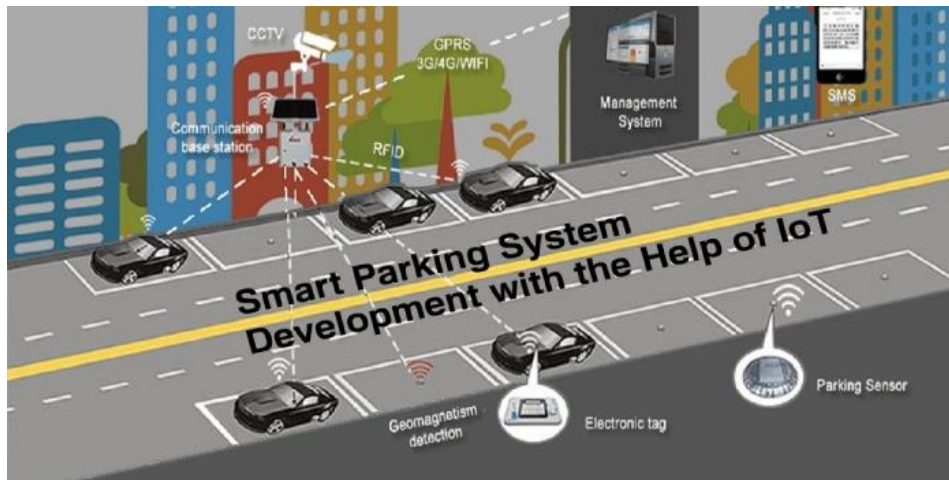 CCTV
GPRS
3G/4G/WIFI
Management
System
SMS
Communication
base station
RFID
Smart Parking System
Development with the Help of IoT
Parking Sensor
Geomagnetism
detection
Electronic tag